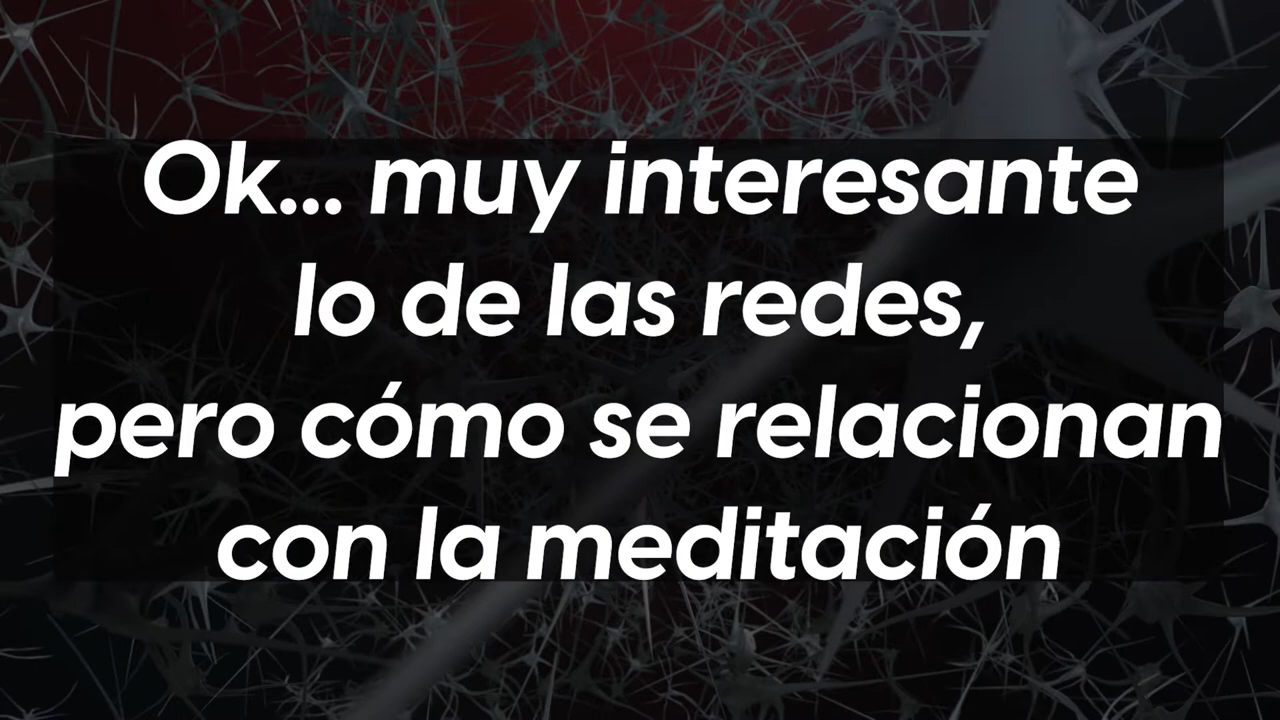 Ok... muy interesante
lo de las redes,
pero cómo se relacionan
con la meditación